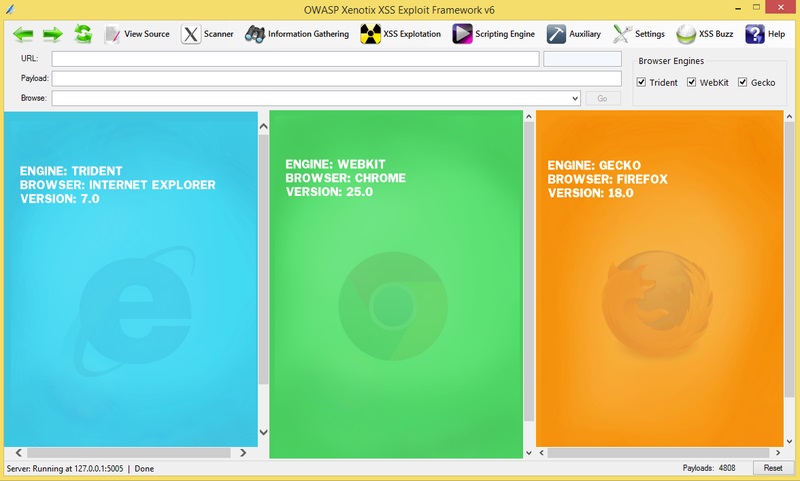 OWASP Xenotix XSS Exploit Framework v6
View Source Scanner Information Gathering XSS Explotation Scripting Engine Auxiliary Settings XSS Buzz Help
URL:
Payload:
Browse: Go
Browser Engines
Trident WebKit Gecko
ENGINE: TRIDENT
BROWSER: INTERNET EXPLORER
VERSION: 7.0
ENGINE: WEBKIT
BROWSER: CHROME
VERSION: 25.0
ENGINE: GECKO
BROWSER: FIREFOX
VERSION: 18.0
Server: Running at 127.0.0.1:5005 | Done
Payloads: 4808 Reset